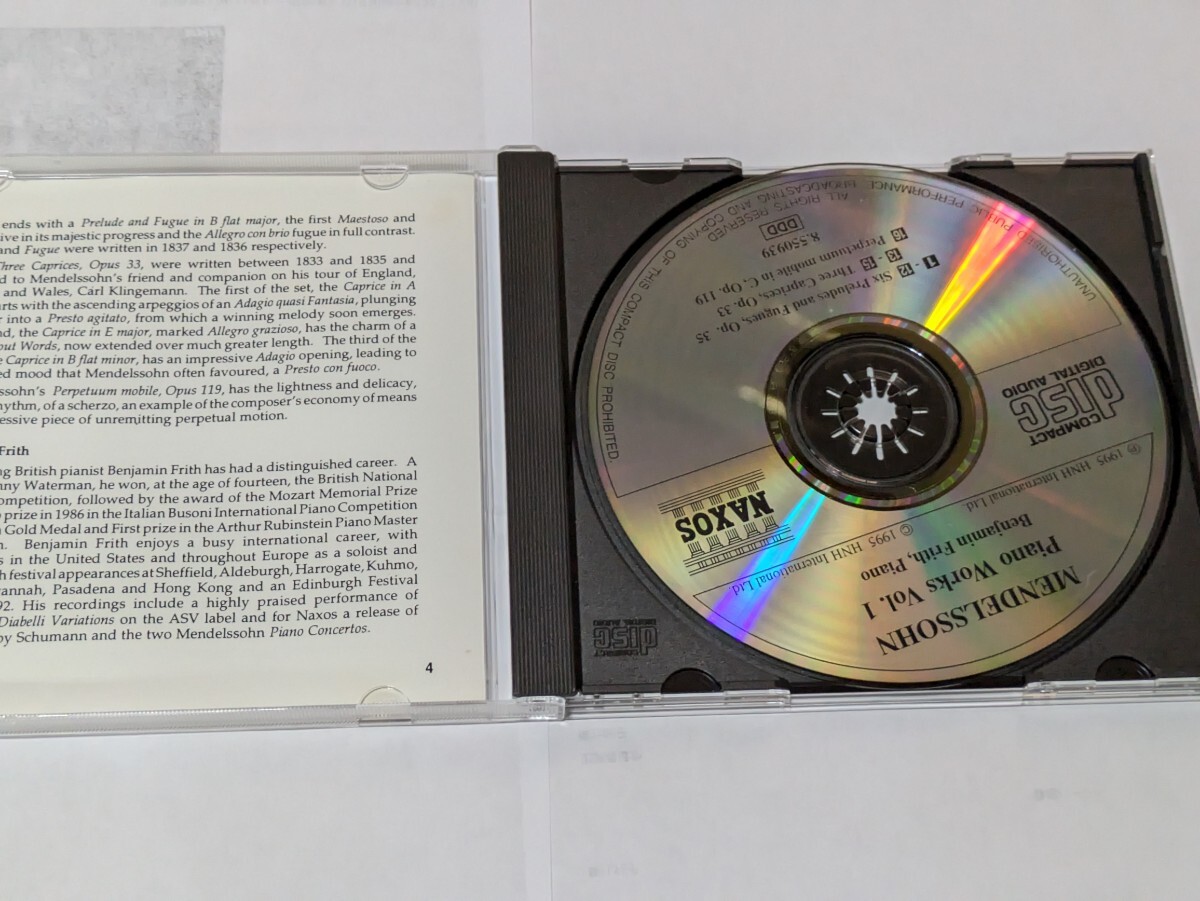 ends with a Prelude and Fugue in B flat major, the first Maestoso and
ive in its majestic progress and the Allegro con brio fugue in full contrast.
and Fugue were written in 1837 and 1836 respectively.
Three Caprices, Opus 33, were written between 1833 and 1835 and
d to Mendelssohn's friend and companion on his tour of England,
and Wales, Carl Klingemann. The first of the set, the Caprice in A
arts with the ascending arpeggios of an Adagio quasi Fantasia, plunging
r into a Presto agitato, from which a winning melody soon emerges.
nd, the Caprice in E major, marked Allegro grazioso, has the charm of a
out Words, now extended over much greater length. The third of the
e Caprice in B flat minor, has an impressive Adagio opening, leading to
ed mood that Mendelssohn often favoured, a Presto con fuoco.
ssohn's Perpetuum mobile, Opus 119, has the lightness and delicacy,
hythm, of a scherzo, an example of the composer's economy of means
essive piece of unremitting perpetual motion.
Frith
ng British pianist Benjamin Frith has had a distinguished career. A
nny Waterman, he won, at the age of fourteen, the British National
ompetition, followed by the award of the Mozart Memorial Prize
o prize in 1986 in the Italian Busoni International Piano Competition
Gold Medal and First prize in the Arthur Rubinstein Piano Master
n. Benjamin Frith enjoys a busy international career, with
s in the United States and throughout Europe as a soloist and
h festival appearances at Sheffield, Aldeburgh, Harrogate, Kuhmo,
annah, Pasadena and Hong Kong and an Edinburgh Festival
92. His recordings include a highly praised performance of
Diabelli Variations on the ASV label and for Naxos a release of
by Schumann and the two Mendelssohn Piano Concertos.
4
MENDELSSOHN
Piano Works Vol. 1
Benjamin Frith, Piano
℗ 1995 HNH International Ltd. © 1995 HNH International Ltd.
NAXOS
COMPACT
disc
DIGITAL AUDIO
1 - 12 Six Preludes and Fugues, Op. 35
13 - 15 Three Caprices, Op. 33
16 Perpetuum mobile in C, Op. 119
8.550939
DDD
UNAUTHORISED PUBLIC PERFORMANCE BROADCASTING AND COPYING OF THIS COMPACT DISC PROHIBITED.
ALL RIGHTS RESERVED
COMPACT
disc
DIGITAL AUDIO